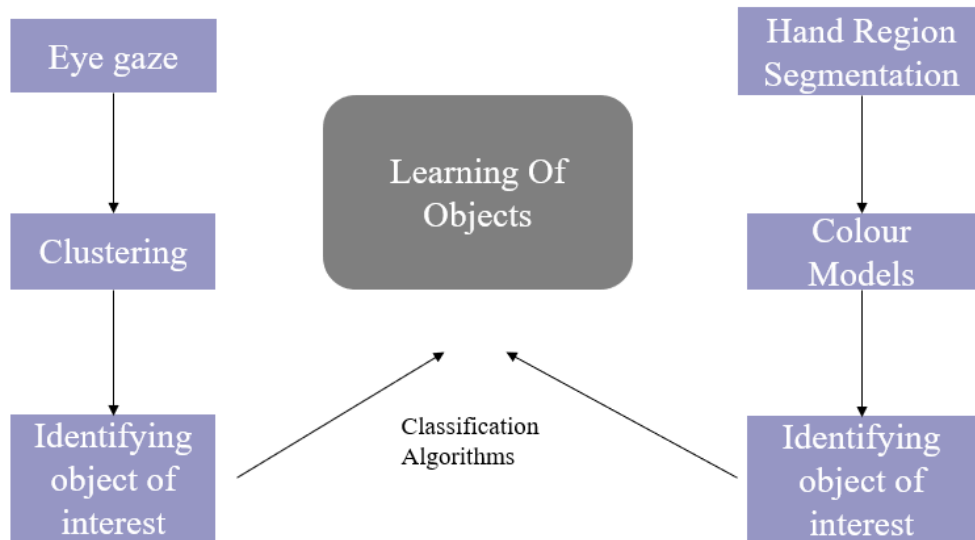 Eye gaze
Clustering
Identifying
object of
interest
Learning Of
Objects
Classification
Algorithms
Hand Region
Segmentation
Colour
Models
Identifying
object of
interest